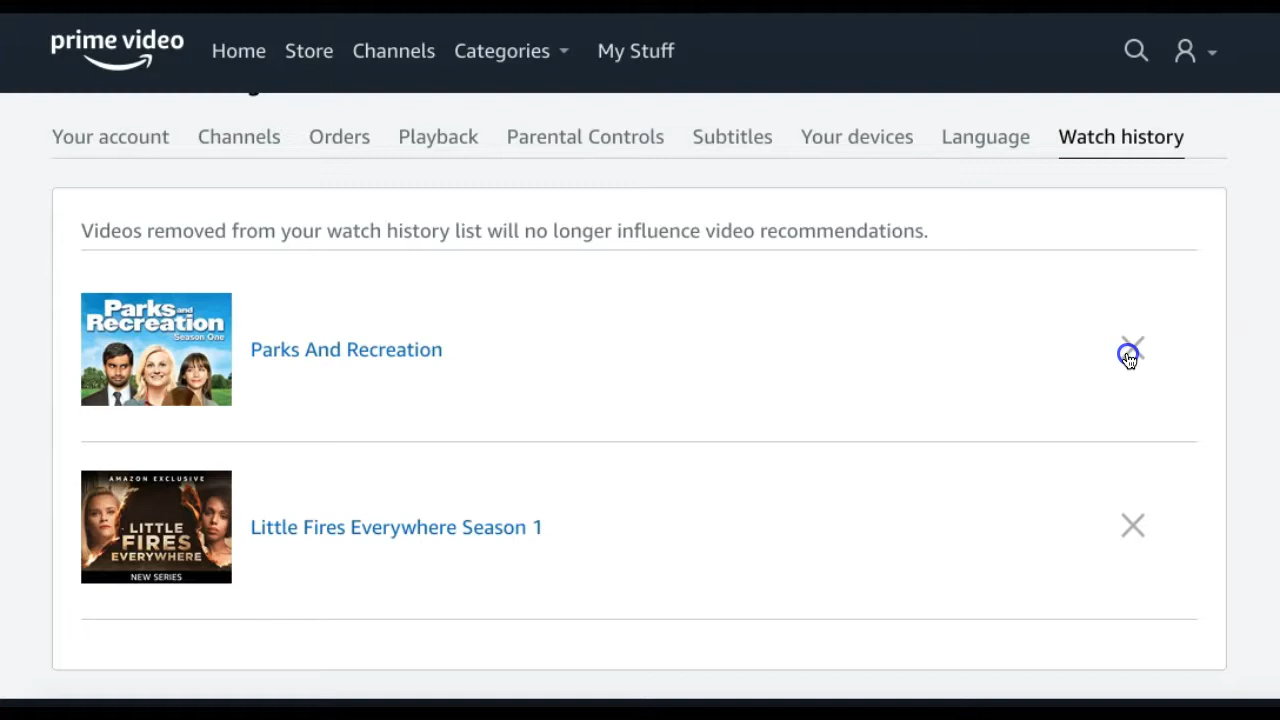 prime video
Home Store Channels Categories My Stuff
Your account Channels Orders Playback Parental Controls Subtitles Your devices Language Watch history
Videos removed from your watch history list will no longer influence video recommendations.
Parks and
Recreation
Season One
Parks And Recreation
AMAZON EXCLUSIVE
LITTLE
FIRES
EVERYWHERE
NEW SERIES
Little Fires Everywhere Season 1